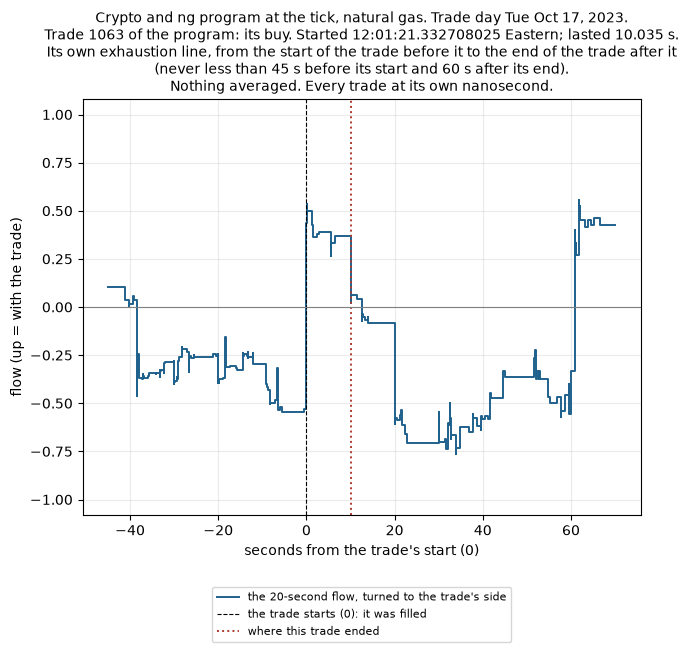 Crypto and ng program at the tick, natural gas. Trade day Tue Oct 17, 2023.
Trade 1063 of the program: its buy. Started 12:01:21.332708025 Eastern; lasted 10.035 s.
Its own exhaustion line, from the start of the trade before it to the end of the trade after it
(never less than 45 s before its start and 60 s after its end).
Nothing averaged. Every trade at its own nanosecond.
1.00
0.75
0.50
0.25
0.00
−0.25
−0.50
−0.75
−1.00
flow (up = with the trade)
−40
−20
0
20
40
60
seconds from the trade's start (0)
the 20-second flow, turned to the trade's side
the trade starts (0): it was filled
where this trade ended